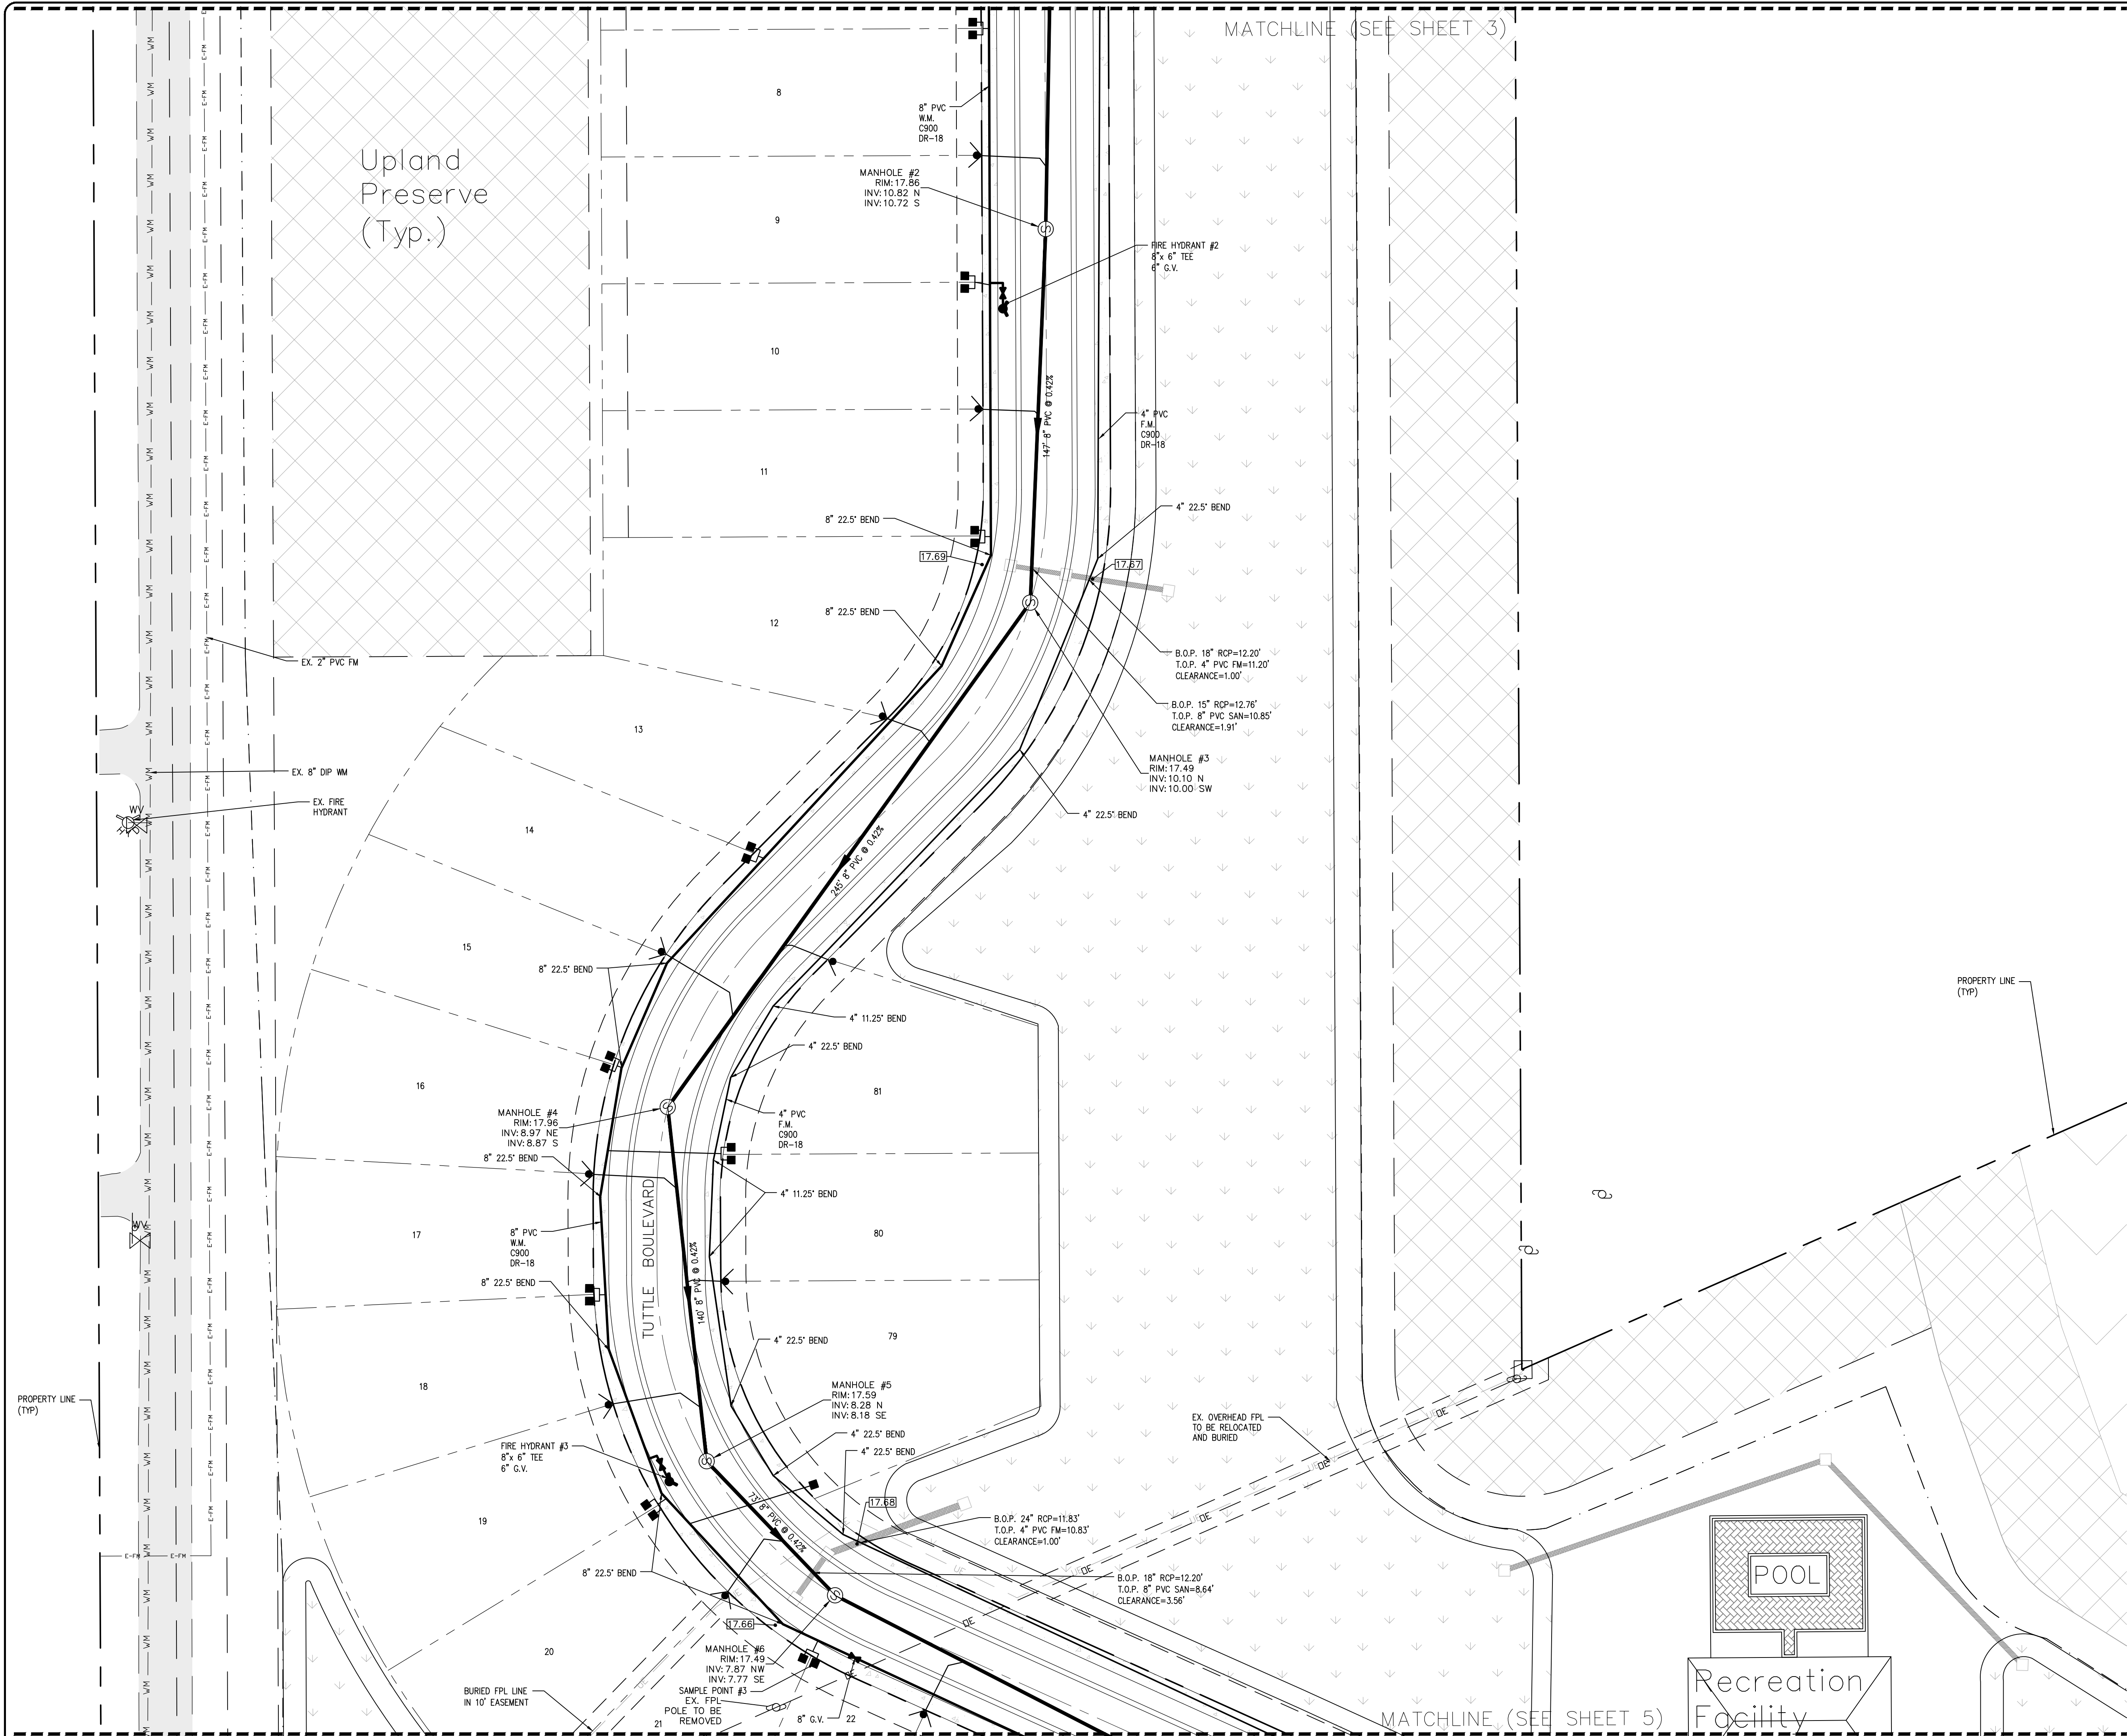 MATCHLINE (SEE SHEET 3)
Upland
Preserve
(Typ.)
8
8" PVC
W.M.
C900
DR-18
MANHOLE #2
RIM: 17.86
INV: 10.82 N
INV: 10.72 S
9
FIRE HYDRANT #2
8"x 6" TEE
6" G.V.
10
147' 8" PVC @ 0.42%
4" PVC
F.M.
C900
DR-18
11
8" 22.5° BEND
4" 22.5° BEND
17.69
17.67
8" 22.5° BEND
12
EX. 2" PVC FM
B.O.P. 18" RCP=12.20'
T.O.P. 4" PVC FM=11.20'
CLEARANCE=1.00'
B.O.P. 15" RCP=12.76'
T.O.P. 8" PVC SAN=10.85'
CLEARANCE=1.91'
13
MANHOLE #3
RIM: 17.49
INV: 10.10 N
INV: 10.00 SW
EX. 8" DIP WM
EX. FIRE
HYDRANT
WV
4" 22.5° BEND
14
245' 8" PVC @ 0.42%
15
8" 22.5° BEND
PROPERTY LINE
(TYP)
4" 11.25° BEND
4" 22.5° BEND
16
81
MANHOLE #4
RIM: 17.96
INV: 8.97 NE
INV: 8.87 S
4" PVC
F.M.
C900
DR-18
8" 22.5° BEND
4" 11.25° BEND
TUTTLE BOULEVARD
WV
17
8" PVC
W.M.
C900
DR-18
80
140' 8" PVC @ 0.42%
8" 22.5° BEND
79
4" 22.5° BEND
18
MANHOLE #5
RIM: 17.59
INV: 8.28 N
INV: 8.18 SE
PROPERTY LINE
(TYP)
EX. OVERHEAD FPL
TO BE RELOCATED
AND BURIED
4" 22.5° BEND
4" 22.5° BEND
FIRE HYDRANT #3
8"x 6" TEE
6" G.V.
17.68
19
73' 8" PVC @ 0.42%
B.O.P. 24" RCP=11.83'
T.O.P. 4" PVC FM=10.83'
CLEARANCE=1.00'
8" 22.5° BEND
B.O.P. 18" RCP=12.20'
T.O.P. 8" PVC SAN=8.64'
CLEARANCE=3.56'
POOL
17.66
20
MANHOLE #6
RIM: 17.49
INV: 7.87 NW
INV: 7.77 SE
SAMPLE POINT #3
EX. FPL
POLE TO BE
REMOVED
BURIED FPL LINE
IN 10' EASEMENT
21
8" G.V.
22
Recreation
Facility
MATCHLINE (SEE SHEET 5)